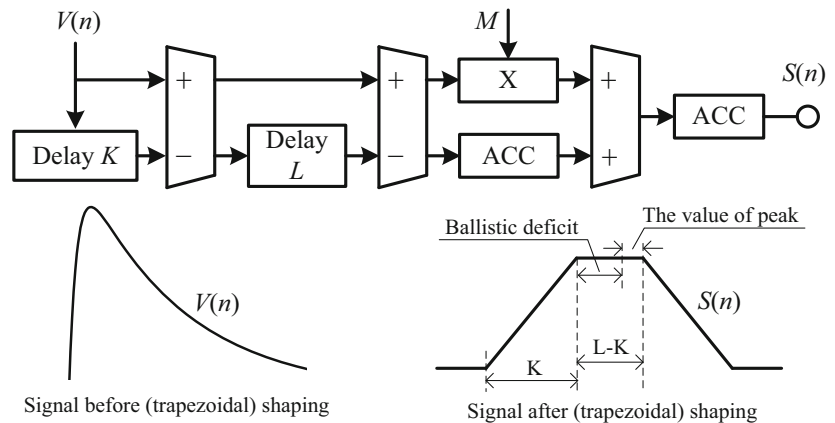 V(n)
M
S(n)
+
+
X
+
ACC
Delay K
−
Delay
L
−
ACC
+
The value of peak
Ballistic deficit
V(n)
S(n)
L-K
K
Signal before (trapezoidal) shaping
Signal after (trapezoidal) shaping